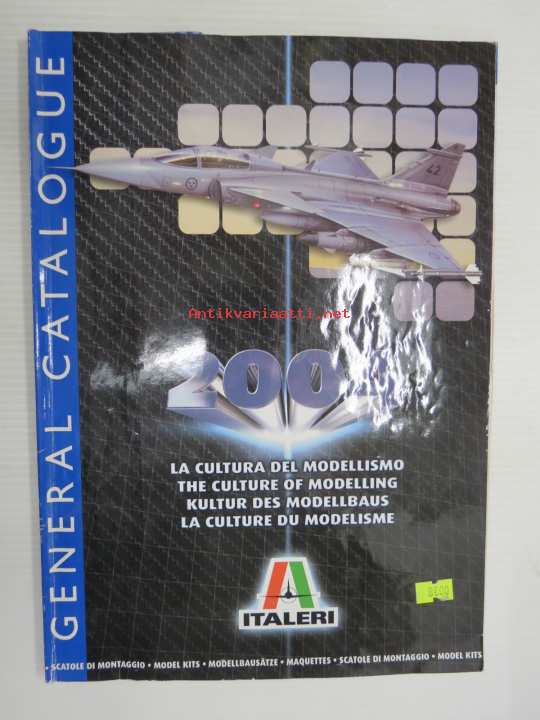 GENERAL CATALOGUE
42
Antikvariaatti.net
LA CULTURA DEL MODELLISMO
THE CULTURE OF MODELLING
KULTUR DES MODELLBAUS
LA CULTURE DU MODELISME
ITALERI
• SCATOLE DI MONTAGGIO • MODEL KITS • MODELLBAUSÄTZE • MAQUETTES • SCATOLE DI MONTAGGIO • MODEL KITS